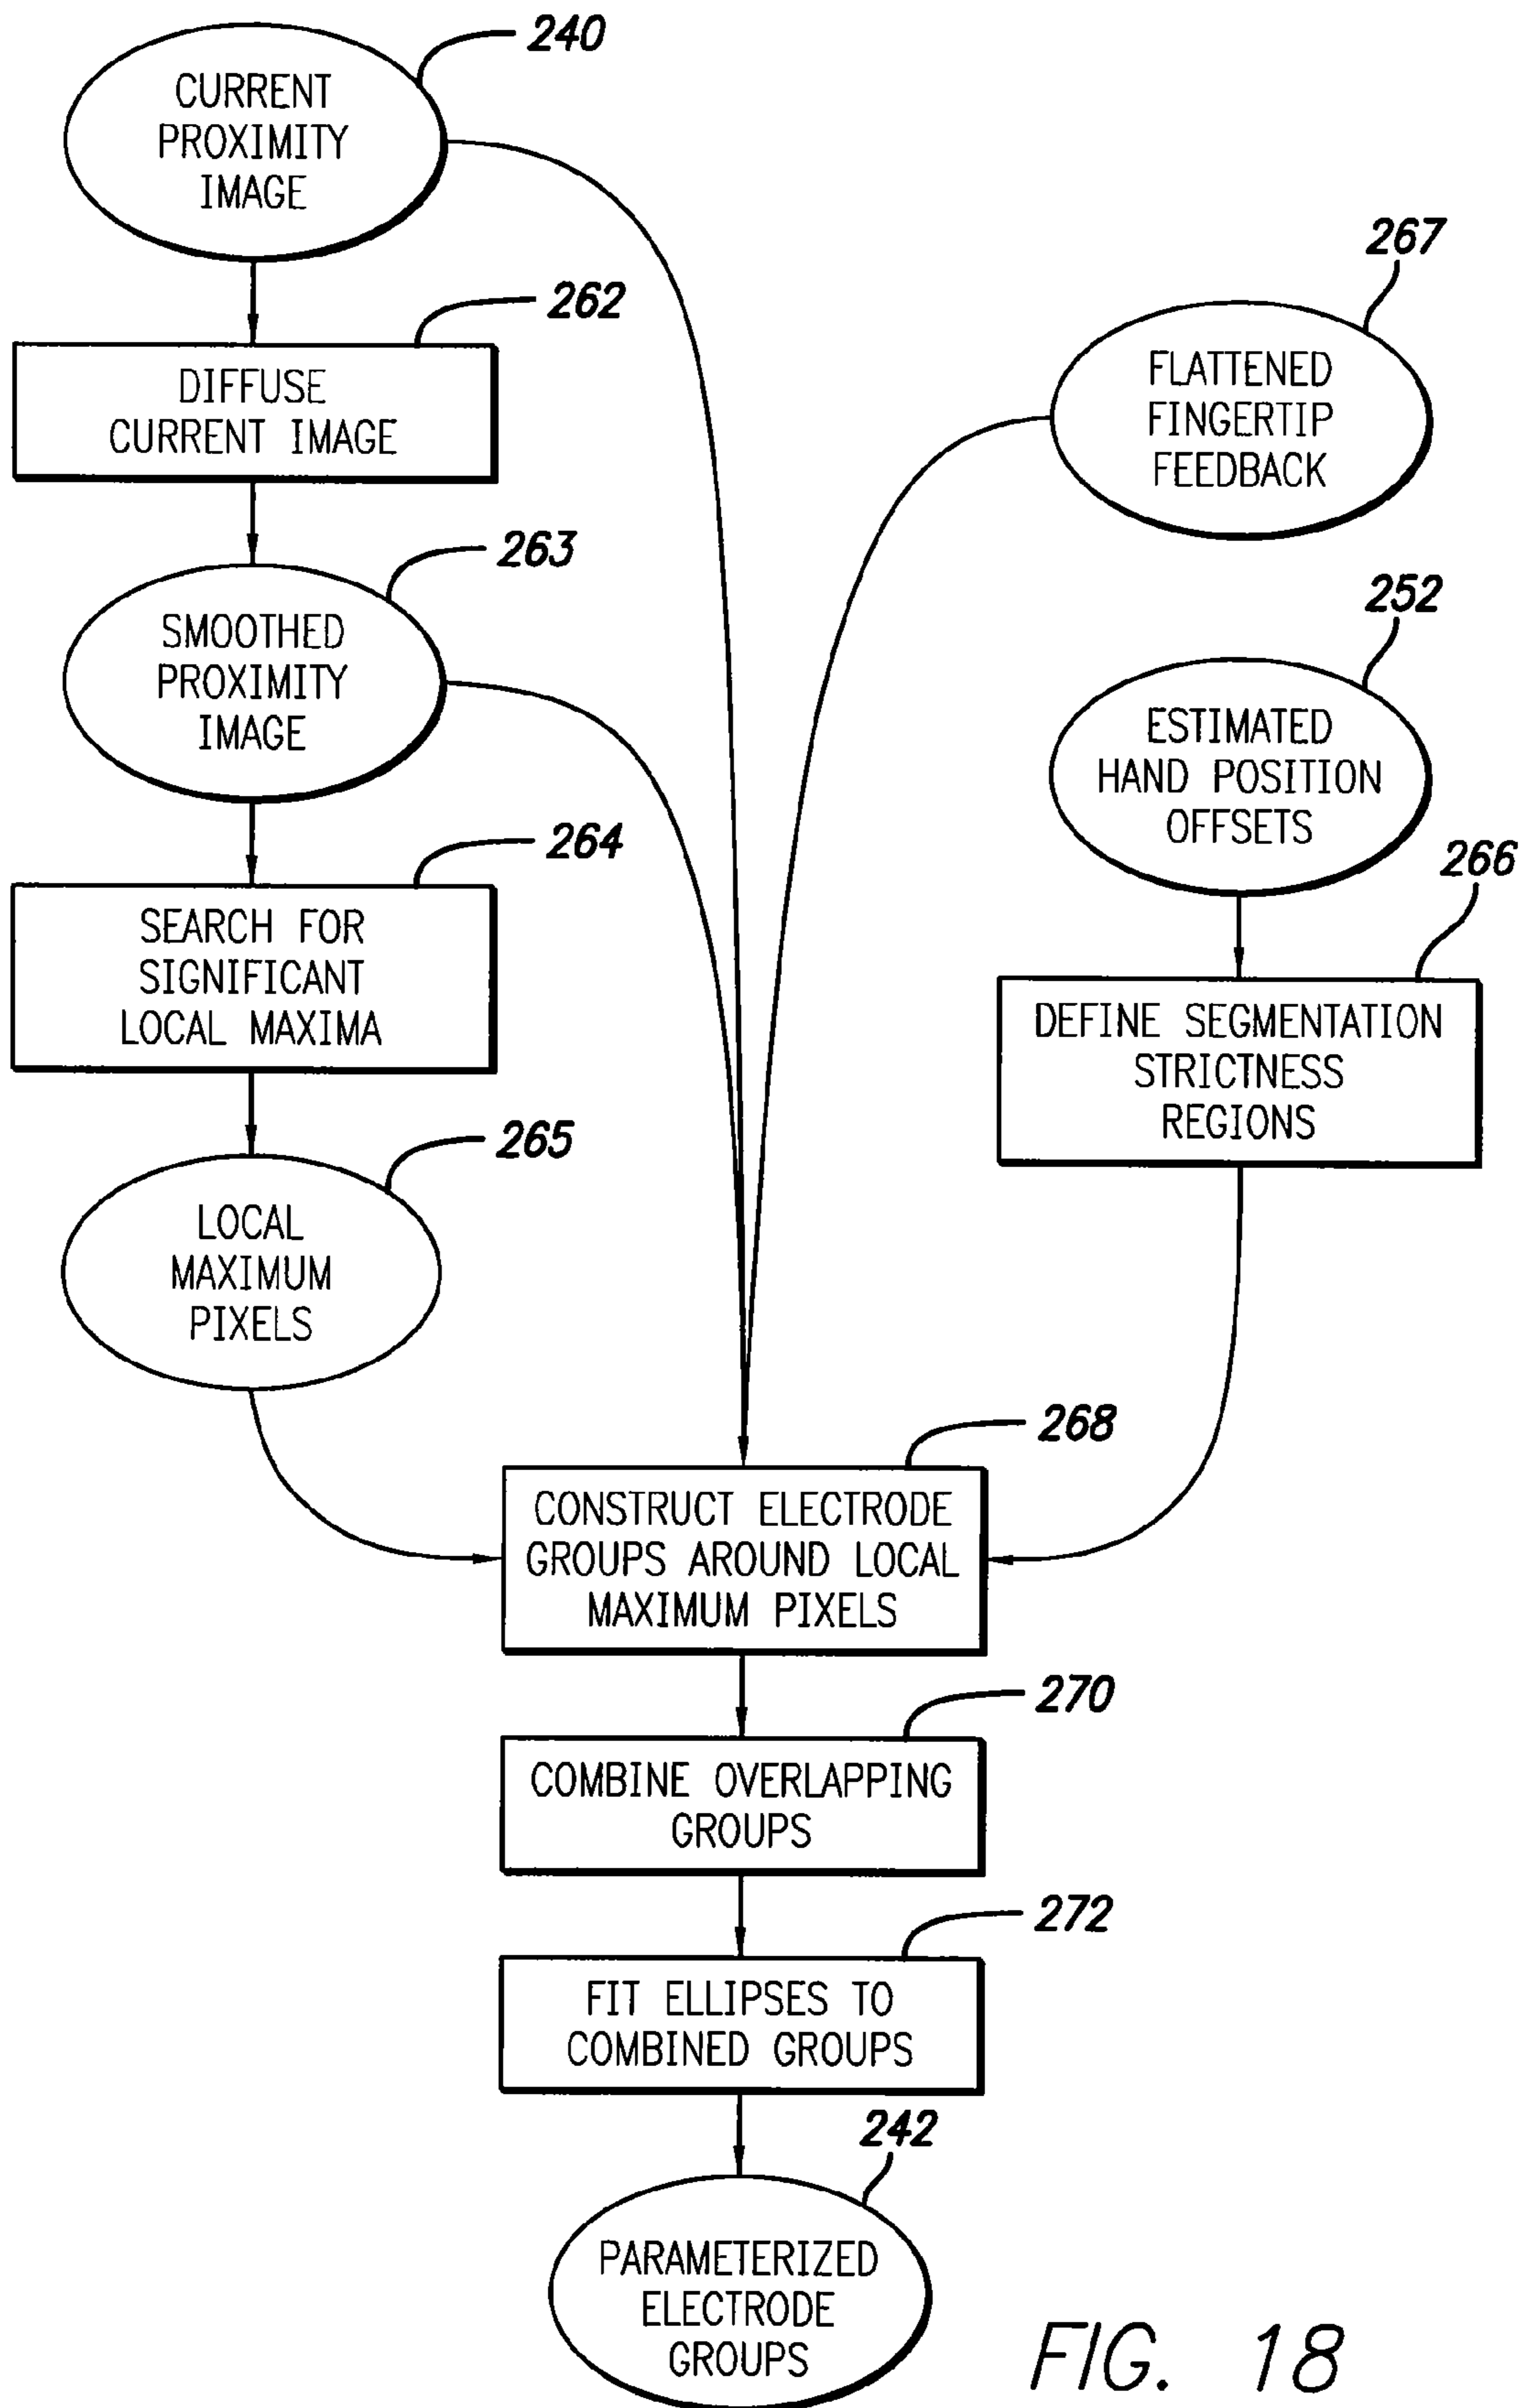 240
CURRENT
PROXIMITY
IMAGE
267
262
FLATTENED
FINGERTIP
FEEDBACK
DIFFUSE
CURRENT IMAGE
263
252
SMOOTHED
PROXIMITY
IMAGE
ESTIMATED
HAND POSITION
OFFSETS
264
266
SEARCH FOR
SIGNIFICANT
LOCAL MAXIMA
DEFINE SEGMENTATION
STRICTNESS
REGIONS
265
LOCAL
MAXIMUM
PIXELS
268
CONSTRUCT ELECTRODE
GROUPS AROUND LOCAL
MAXIMUM PIXELS
270
COMBINE OVERLAPPING
GROUPS
272
FIT ELLIPSES TO
COMBINED GROUPS
242
PARAMETERIZED
ELECTRODE
GROUPS
FIG. 18